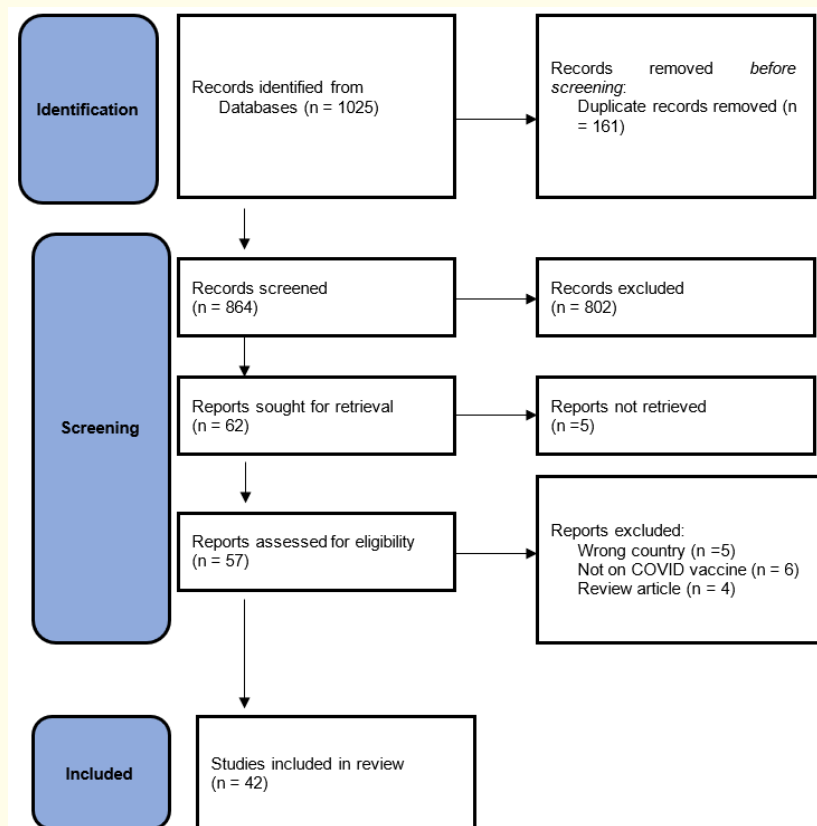 Identification
Records identified from
Databases (n = 1025)
Records removed before
screening:
Duplicate records removed (n
= 161)
Screening
Records screened
(n = 864)
Records excluded
(n = 802)
Reports sought for retrieval
(n = 62)
Reports not retrieved
(n =5)
Reports assessed for eligibility
(n = 57)
Reports excluded:
Wrong country (n =5)
Not on COVID vaccine (n = 6)
Review article (n = 4)
Included
Studies included in review
(n = 42)